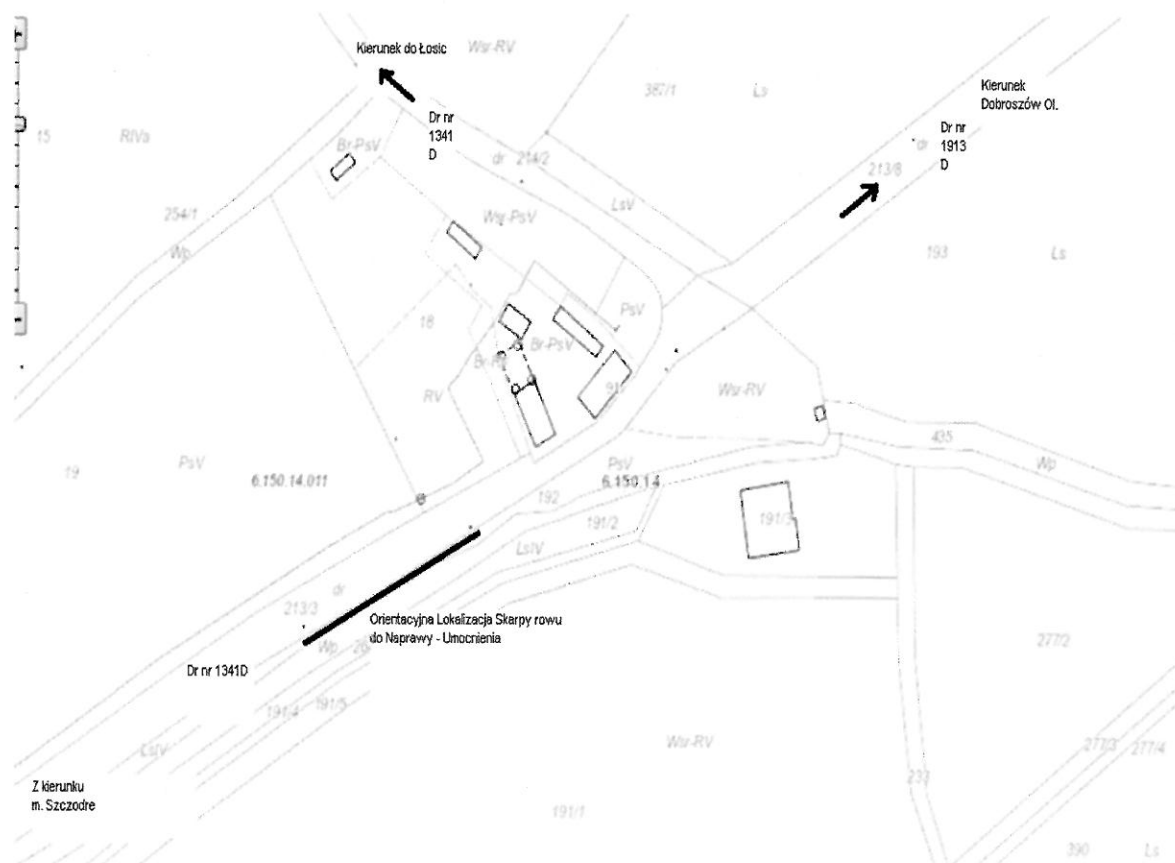 Kierunek do Łosic
Wsr-RV
387/1
Ls
Kierunek
Dobroszów Ol.
Dr nr
1341
D
Dr nr
1913
D
15
RIVa
Br-PsV
dr
214/2
dr
213/8
LsV
254/1
Wp
Wsr-PsV
193
Ls
PsV
18
Br-PsV
RV
Wsr-RV
435
Wp
19
PsV
6.150.14.011
PsV
6.150.14
192
191/2
191/3
LsIV
dr
213/3
Orientacyjna Lokalizacja Skarpy rowu
do Naprawy - Umocnienia
Wp
Dr nr 1341D
277/2
191/4
191/5
LsIV
Wsr-RV
277/3
277/4
Z kierunku
m. Szczodre
191/1
390
Ls